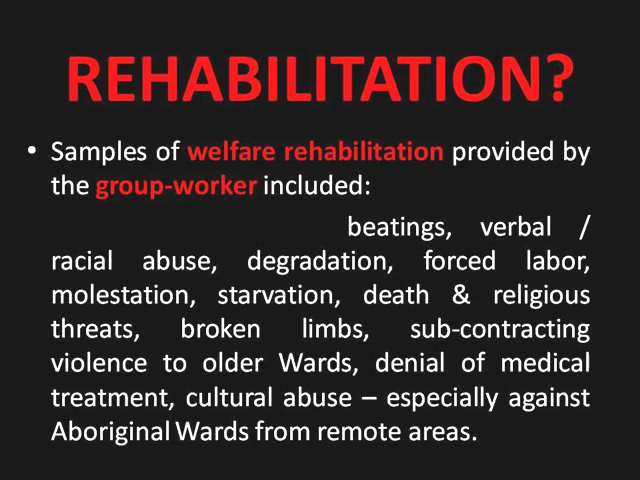 REHABILITATION?
• Samples of welfare rehabilitation provided by
the group-worker included:
beatings, verbal /
racial abuse, degradation, forced labor,
molestation, starvation, death & religious
threats, broken limbs, sub-contracting
violence to older Wards, denial of medical
treatment, cultural abuse – especially against
Aboriginal Wards from remote areas.